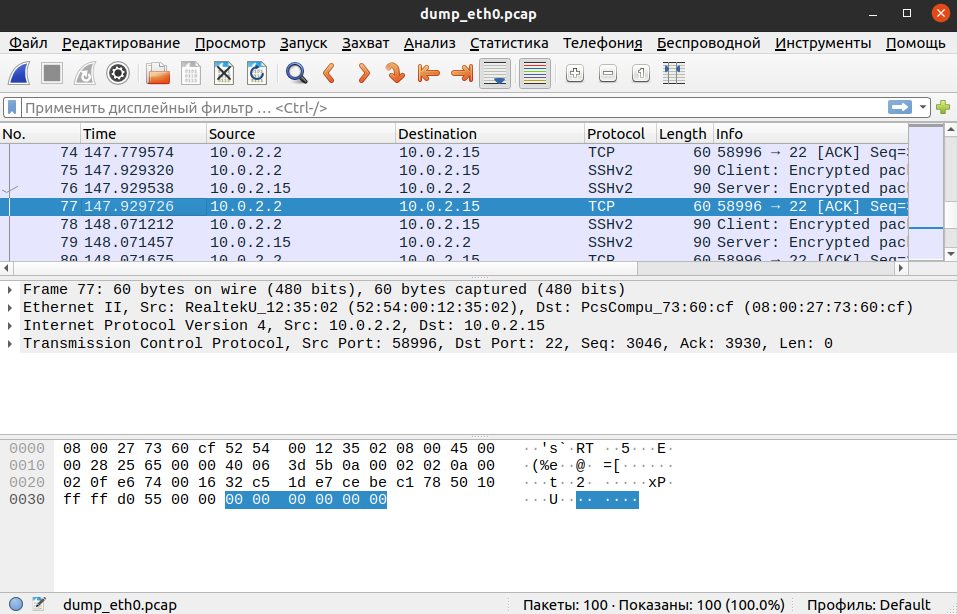 dump_eth0.pcap
Файл Редактирование Просмотр Запуск Захват Анализ Статистика Телефония Беспроводной Инструменты Помощь
Применить дисплейный фильтр … <Ctrl-/>
No. Time Source Destination Protocol Length Info
74 147.779574 10.0.2.2 10.0.2.15 TCP 60 58996 → 22 [ACK] Seq=
75 147.929320 10.0.2.2 10.0.2.15 SSHv2 90 Client: Encrypted pac
76 147.929538 10.0.2.15 10.0.2.2 SSHv2 90 Server: Encrypted pac
77 147.929726 10.0.2.2 10.0.2.15 TCP 60 58996 → 22 [ACK] Seq=
78 148.071212 10.0.2.2 10.0.2.15 SSHv2 90 Client: Encrypted pac
79 148.071457 10.0.2.15 10.0.2.2 SSHv2 90 Server: Encrypted pac
80 148.071675 10.0.2.2 10.0.2.15 TCP 60 58996 → 22 [ACK] Seq=
Frame 77: 60 bytes on wire (480 bits), 60 bytes captured (480 bits)
Ethernet II, Src: RealtekU_12:35:02 (52:54:00:12:35:02), Dst: PcsCompu_73:60:cf (08:00:27:73:60:cf)
Internet Protocol Version 4, Src: 10.0.2.2, Dst: 10.0.2.15
Transmission Control Protocol, Src Port: 58996, Dst Port: 22, Seq: 3046, Ack: 3930, Len: 0
0000 08 00 27 73 60 cf 52 54 00 12 35 02 08 00 45 00 ··'s`·RT ··5···E·
0010 00 28 25 65 00 00 40 06 3d 5b 0a 00 02 02 0a 00 ·(%e··@· =[······
0020 02 0f e6 74 00 16 32 c5 1d e7 ce be c1 78 50 10 ···t··2· ·····xP·
0030 ff ff d0 55 00 00 00 00 00 00 00 00 ···U···· ····
dump_eth0.pcap Пакеты: 100 · Показаны: 100 (100.0%) Профиль: Default